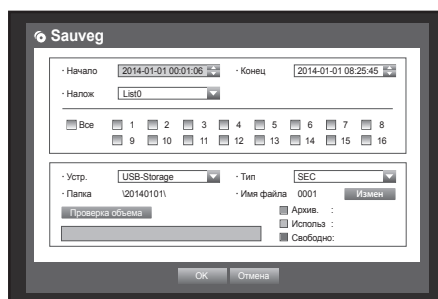 Sauveg
· Начало 2014-01-01 00:01:06 · Конец 2014-01-01 08:25:45
· Налож List0
Все 1 2 3 4 5 6 7 8
9 10 11 12 13 14 15 16
· Устр. USB-Storage · Тип SEC
· Папка \20140101\ · Имя файла 0001 Измен
Проверка объема Архив. :
Использ :
Свободно:
OK Отмена